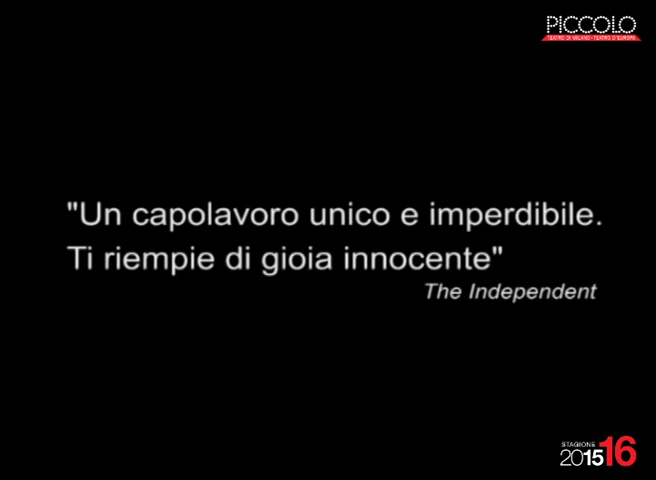 PICCOLO
TEATRO DI MILANO • TEATRO D'EUROPA
"Un capolavoro unico e imperdibile.
Ti riempie di gioia innocente"
The Independent
STAGIONE
201516